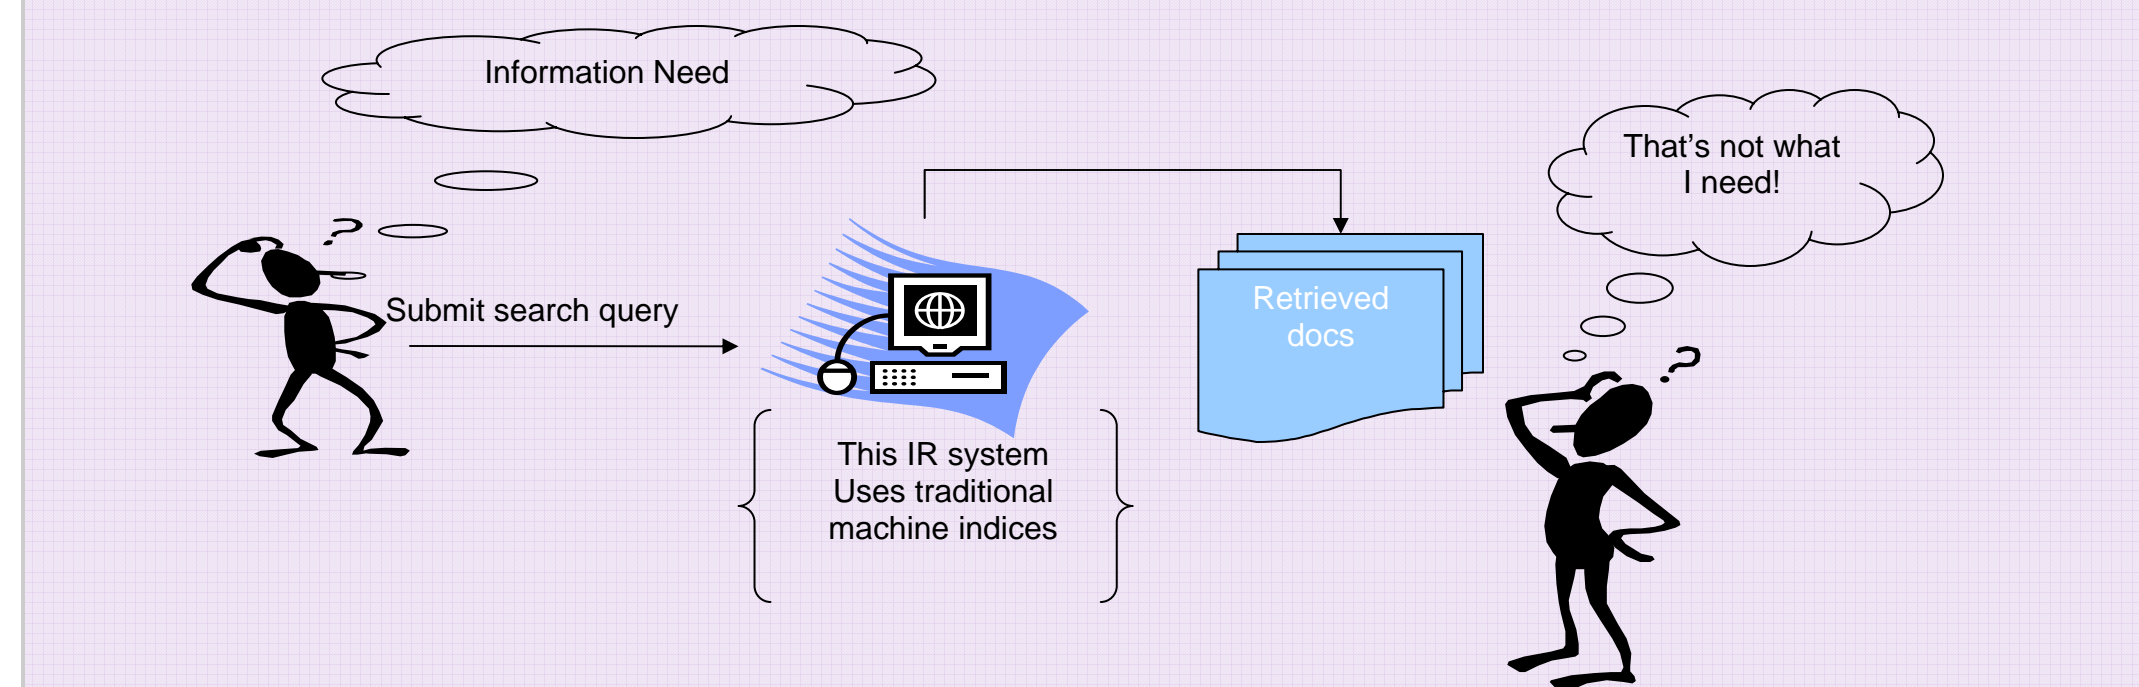 Information Need
That's not what
I need!
Submit search query
Retrieved
docs
This IR system
Uses traditional
machine indices